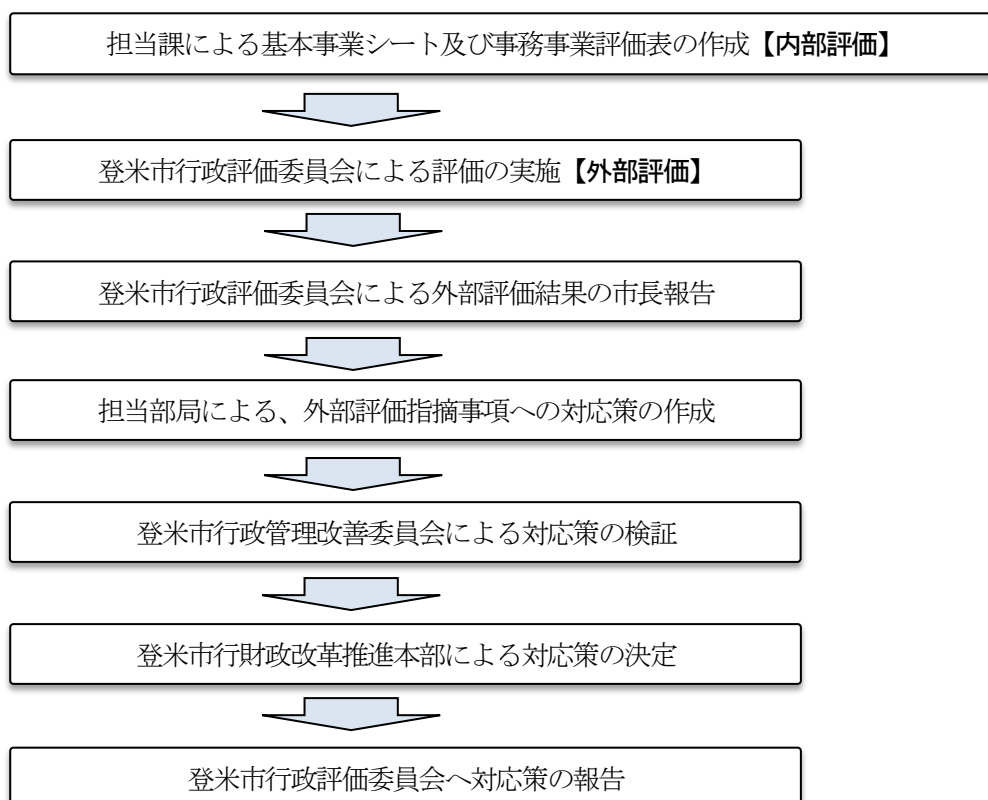 担当課による基本事業シート及び事務事業評価表の作成【内部評価】
登米市行政評価委員会による評価の実施【外部評価】
登米市行政評価委員会による外部評価結果の市長報告
担当部局による、外部評価指摘事項への対応策の作成
登米市行政管理改善委員会による対応策の検証
登米市行財政改革推進本部による対応策の決定
登米市行政評価委員会へ対応策の報告